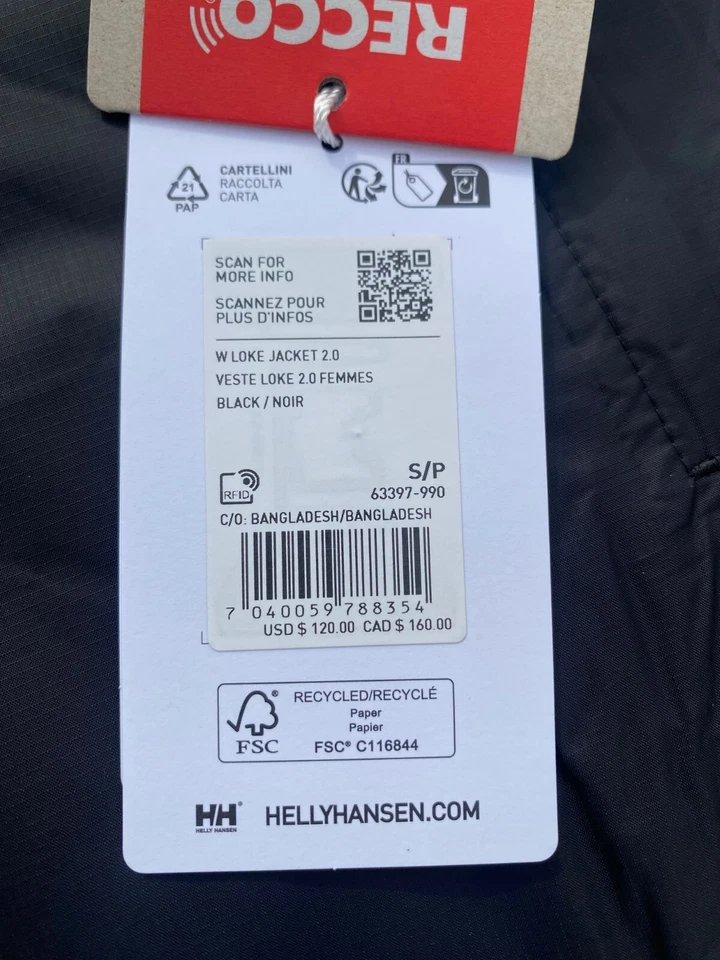 RECCO
21
PAP
CARTELLINI
RACCOLTA
CARTA
FR
SCAN FOR
MORE INFO
SCANNEZ POUR
PLUS D'INFOS
W LOKE JACKET 2.0
VESTE LOKE 2.0 FEMMES
BLACK / NOIR
RFID
S/P
63397-990
C/O: BANGLADESH/BANGLADESH
7 040059 788354
USD $ 120.00 CAD $ 160.00
FSC
RECYCLED/RECYCLÉ
Paper
Papier
FSC® C116844
HH®
HELLY HANSEN
HELLYHANSEN.COM